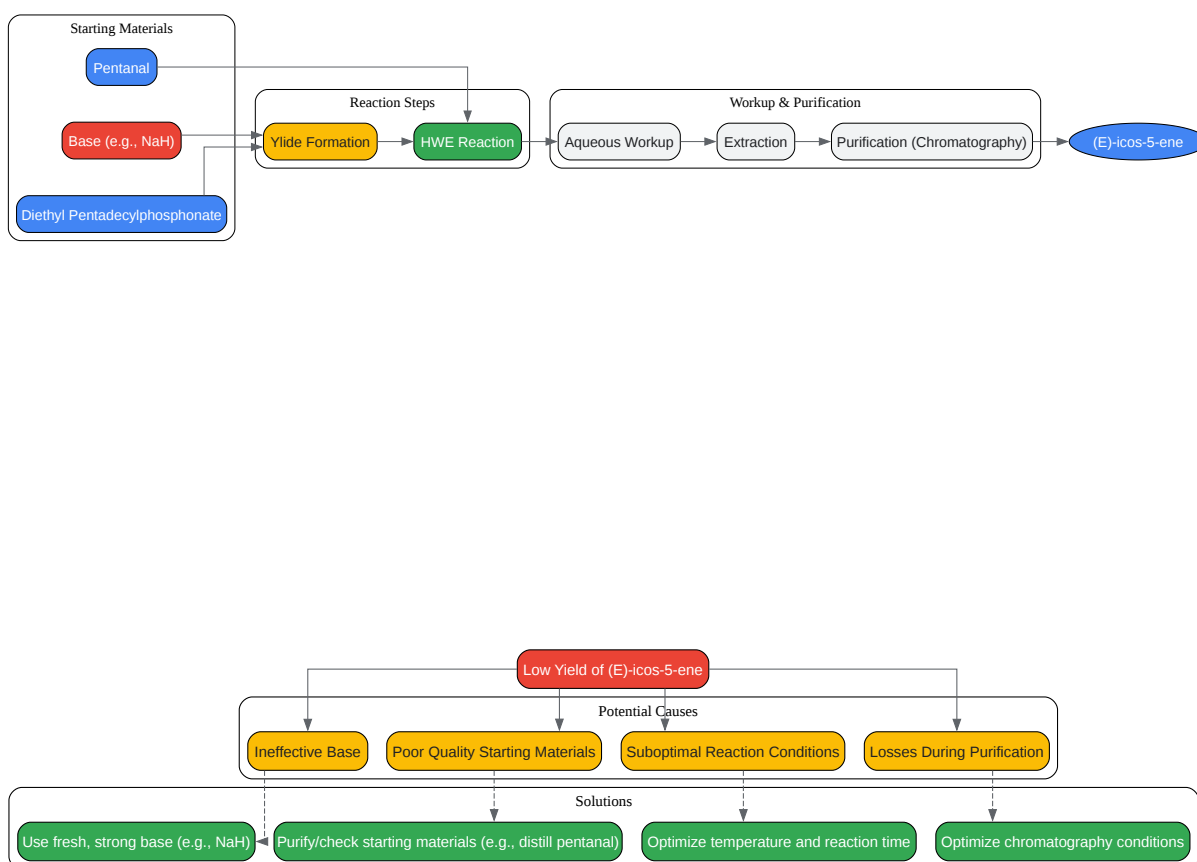 Starting Materials
Pentanal
Base (e.g., NaH)
Diethyl Pentadecylphosphonate
Reaction Steps
Ylide Formation
HWE Reaction
Workup & Purification
Aqueous Workup
Extraction
Purification (Chromatography)
(E)-icos-5-ene
Low Yield of (E)-icos-5-ene
Potential Causes
Ineffective Base
Poor Quality Starting Materials
Suboptimal Reaction Conditions
Losses During Purification
Solutions
Use fresh, strong base (e.g., NaH)
Purify/check starting materials (e.g., distill pentanal)
Optimize temperature and reaction time
Optimize chromatography conditions